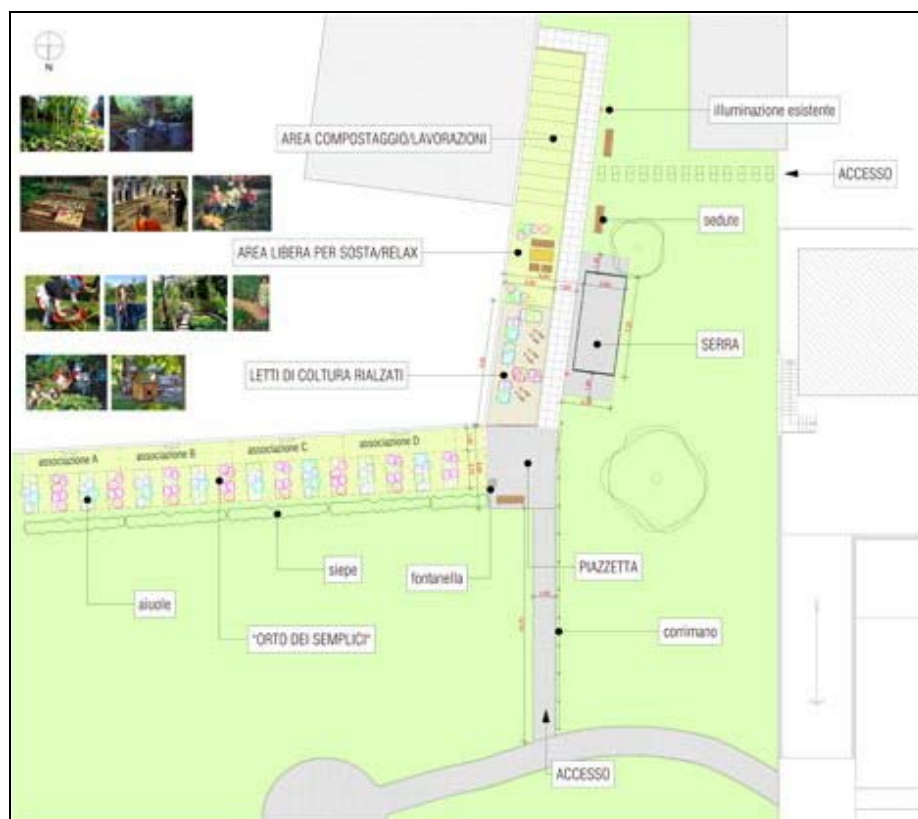 N
illuminazione esistente
AREA COMPOSTAGGIO/LAVORAZIONI
ACCESSO
sedute
AREA LIBERA PER SOSTA/RELAX
SERRA
LETTI DI COLTURA RIALZATI
associazione A
associazione B
associazione C
associazione D
siepe
fontanella
PIAZZETTA
aiuole
"ORTO DEI SEMPLICI"
corrimano
ACCESSO